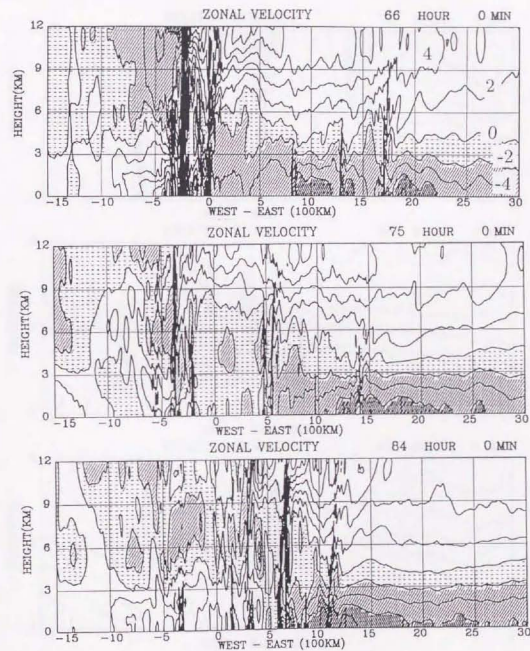 ZONAL VELOCITY 66 HOUR 0 MIN
12
9
6
3
0
HEIGHT(KM)
4
2
0
-2
-4
-15 -10 -5 0 5 10 15 20 25 30
WEST - EAST (100KM)
ZONAL VELOCITY 75 HOUR 0 MIN
12
9
6
3
0
HEIGHT(KM)
-15 -10 -5 0 5 10 15 20 25 30
WEST - EAST (100KM)
ZONAL VELOCITY 84 HOUR 0 MIN
12
9
6
3
0
HEIGHT(KM)
a
b
-15 -10 -5 0 5 10 15 20 25 30
WEST - EAST (100KM)